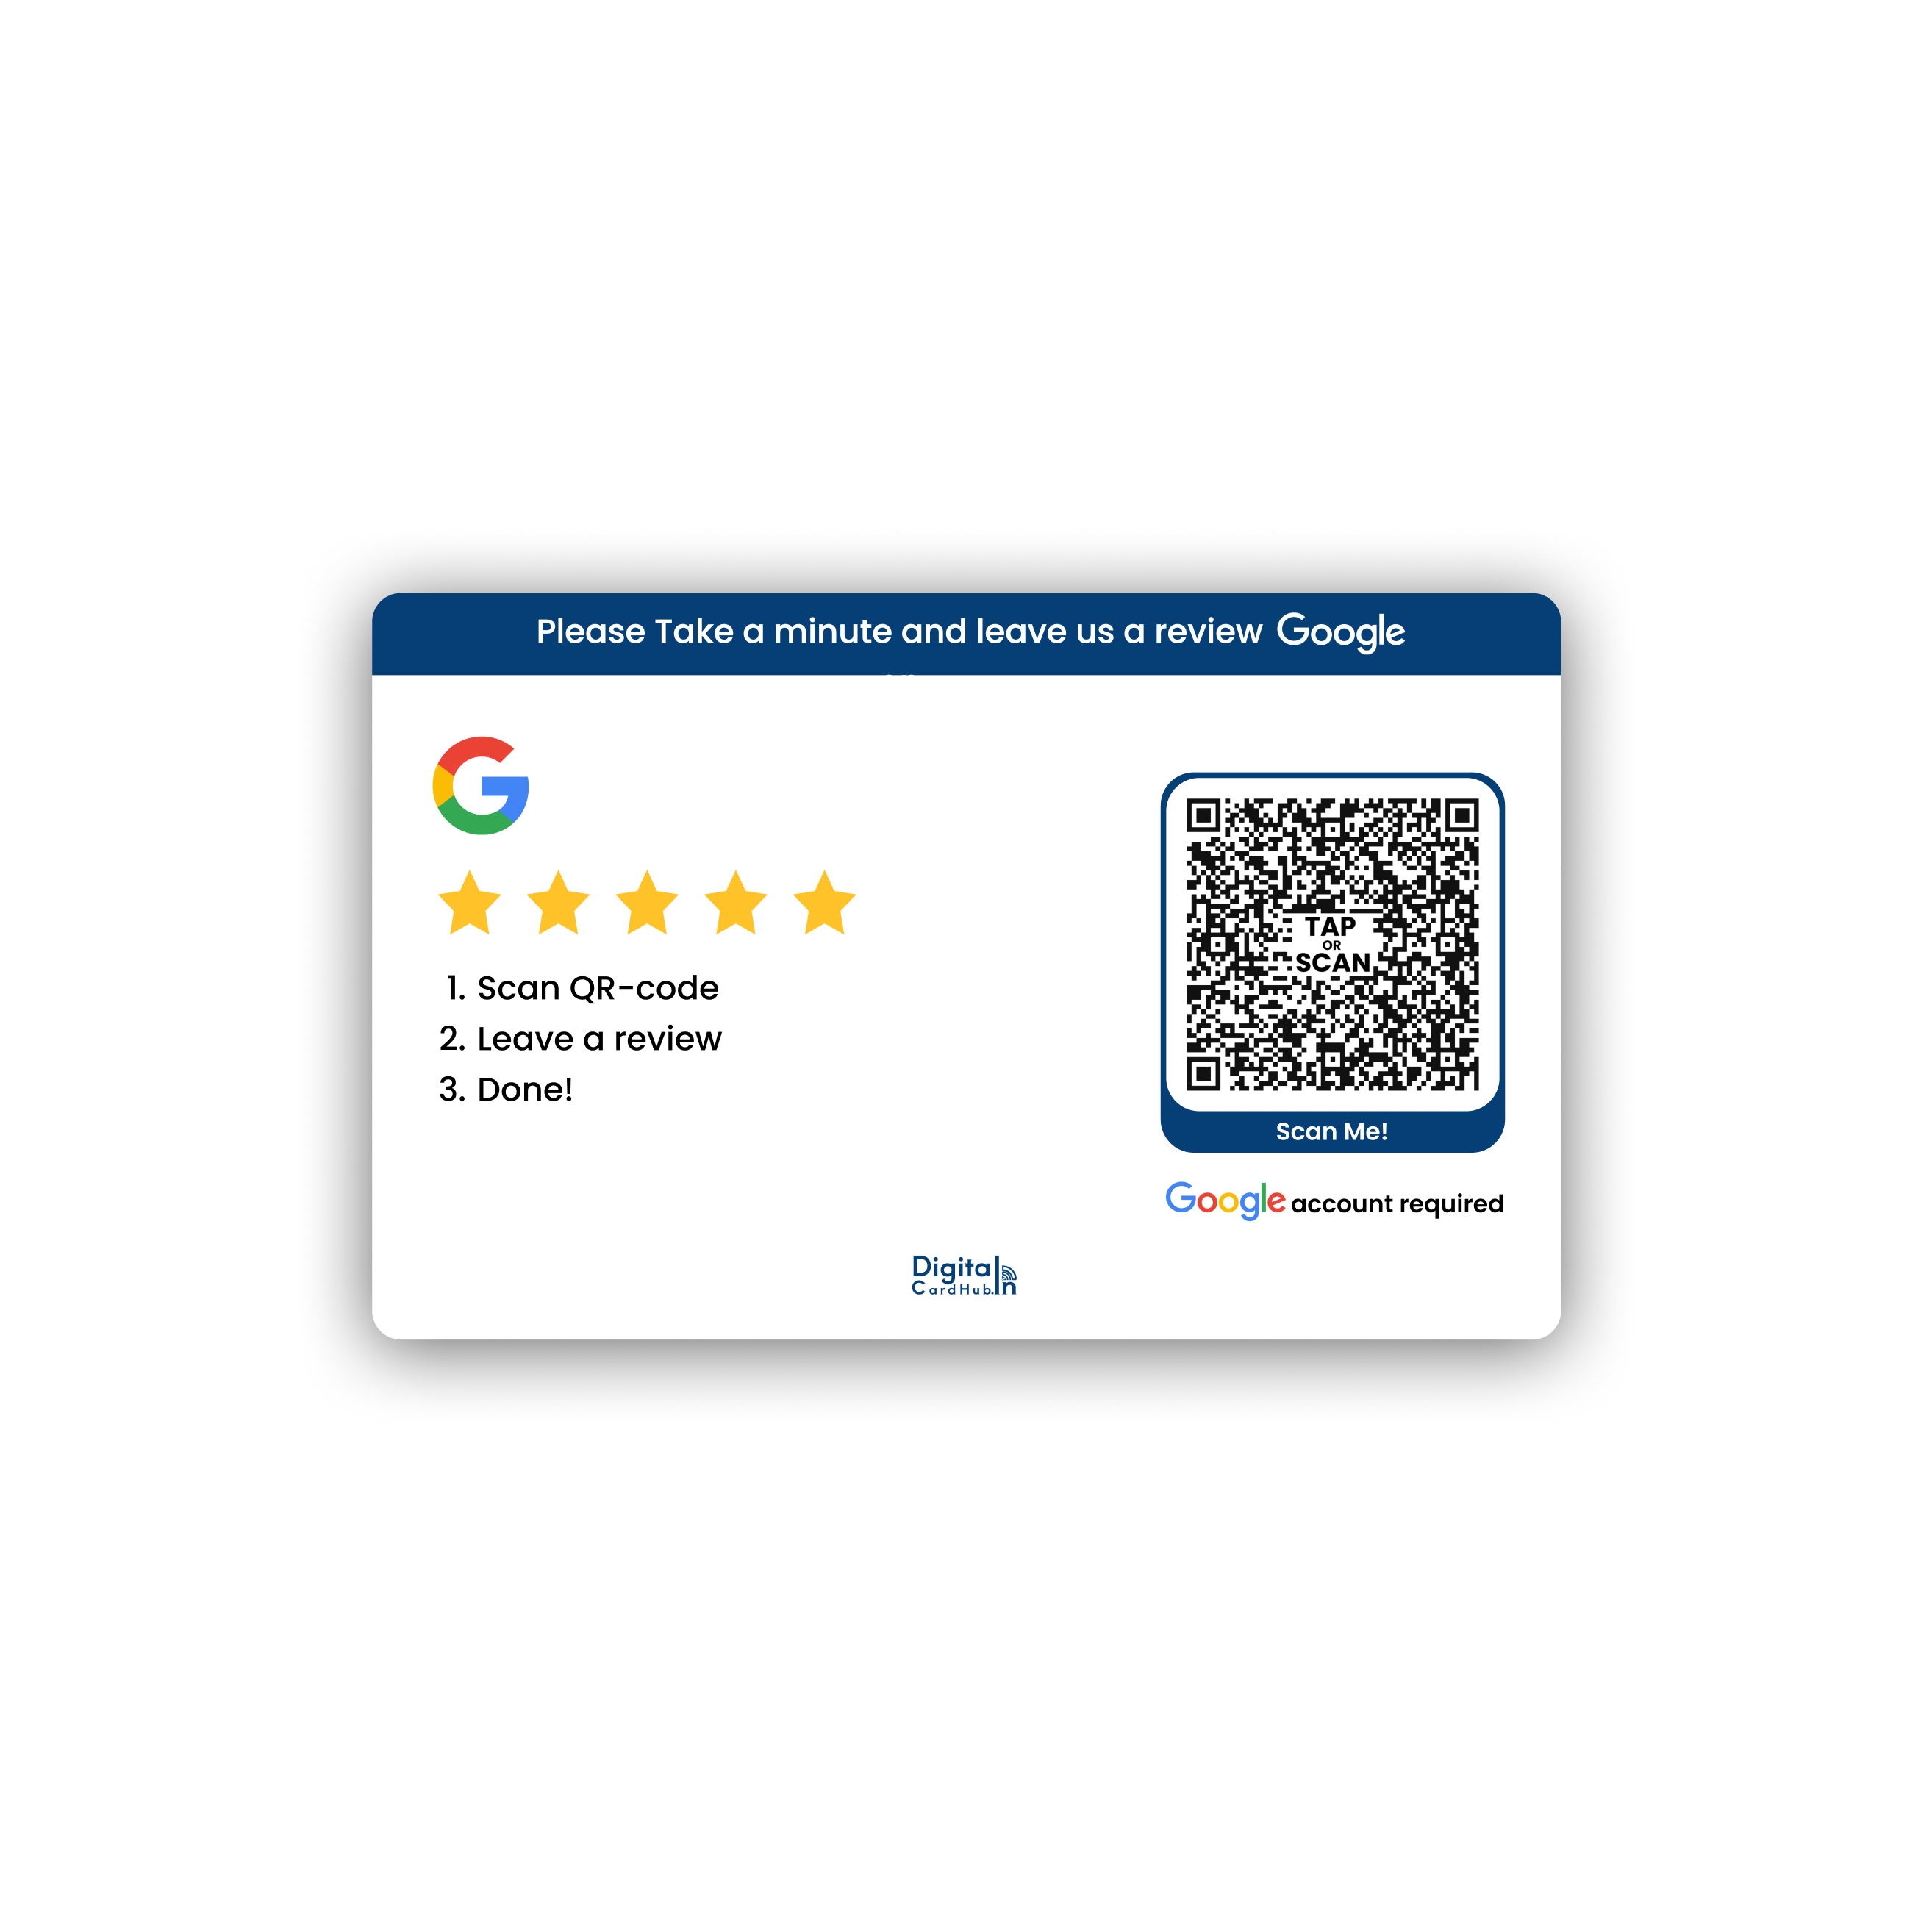 Please Take a minute and leave us a review Google
1. Scan QR-code
2. Leave a review
3. Done!
TAP
OR
SCAN
Scan Me!
Google account required
Digital
CardHub.In